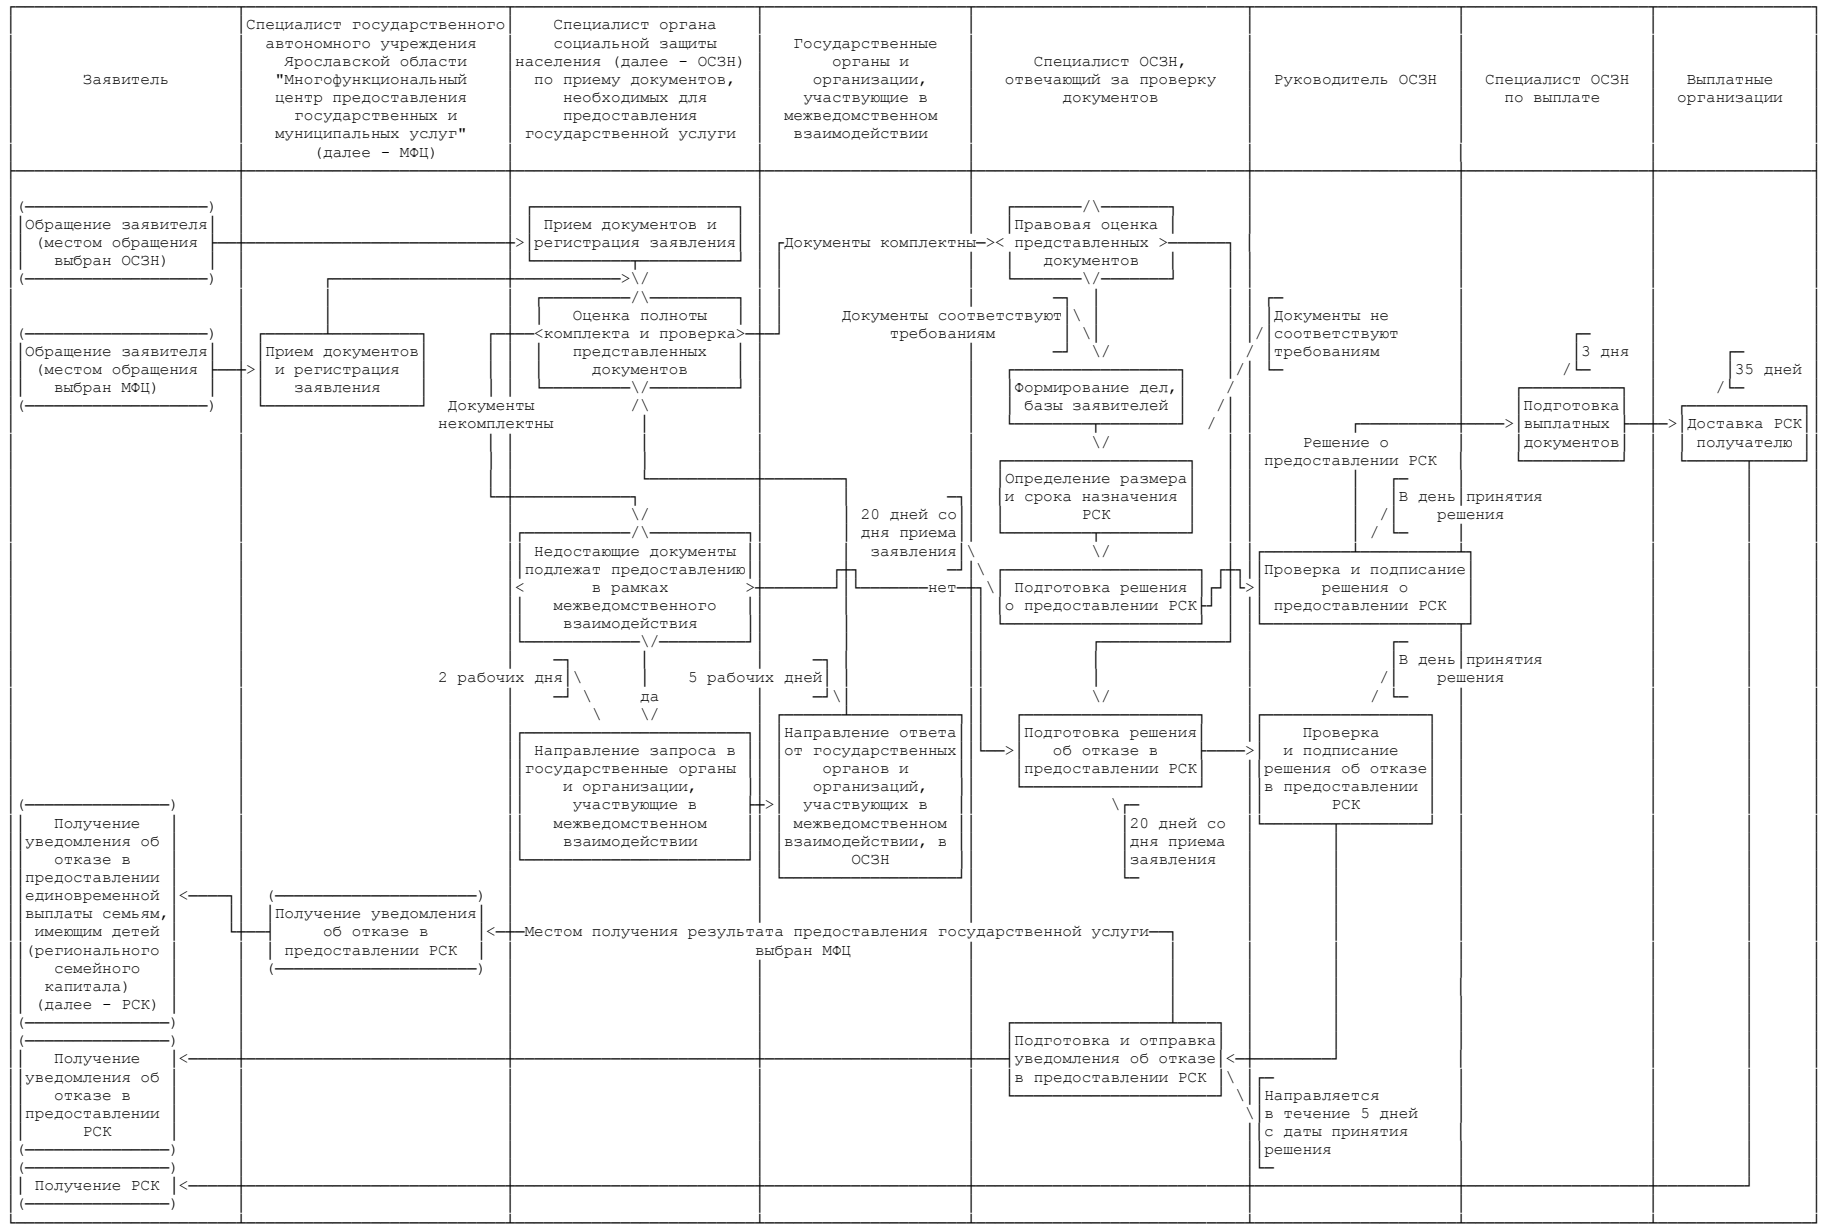 Заявитель
Специалист государственного
автономного учреждения
Ярославской области
"Многофункциональный
центр предоставления
государственных и
муниципальных услуг"
(далее - МФЦ)
Специалист органа
социальной защиты
населения (далее - ОСЗН)
по приему документов,
необходимых для
предоставления
государственной услуги
Государственные
органы и
организации,
участвующие в
межведомственном
взаимодействии
Специалист ОСЗН,
отвечающий за проверку
документов
Руководитель ОСЗН
Специалист ОСЗН
по выплате
Выплатные
организации
Обращение заявителя
(местом обращения
выбран ОСЗН)
Прием документов и
регистрация заявления
Документы комплектны
Правовая оценка
представленных
документов
Обращение заявителя
(местом обращения
выбран МФЦ)
Прием документов
и регистрация
заявления
Оценка полноты
комплекта и проверка
представленных
документов
Документы соответствуют
требованиям
Документы не
соответствуют
требованиям
3 дня
35 дней
Документы
некомплектны
Формирование дел,
базы заявителей
Решение о
предоставлении РСК
Подготовка
выплатных
документов
Доставка РСК
получателю
Определение размера
и срока назначения
РСК
В день принятия
решения
20 дней со
дня приема
заявления
Недостающие документы
подлежат предоставлению
в рамках
межведомственного
взаимодействия
нет
Подготовка решения
о предоставлении РСК
Проверка и подписание
решения о
предоставлении РСК
2 рабочих дня
да
5 рабочих дней
В день принятия
решения
Направление запроса в
государственные органы
и организации,
участвующие в
межведомственном
взаимодействии
Направление ответа
от государственных
органов и
организаций,
участвующих в
межведомственном
взаимодействии, в
ОСЗН
Подготовка решения
об отказе в
предоставлении РСК
Проверка
и подписание
решения об отказе
в предоставлении
РСК
20 дней со
дня приема
заявления
Получение
уведомления об
отказе в
предоставлении
единовременной
выплаты семьям,
имеющим детей
(регионального
семейного
капитала)
(далее - РСК)
Получение уведомления
об отказе в
предоставлении РСК
Местом получения результата предоставления государственной услуги
выбран МФЦ
Получение
уведомления об
отказе в
предоставлении
РСК
Подготовка и отправка
уведомления об отказе
в предоставлении РСК
Направляется
в течение 5 дней
с даты принятия
решения
Получение РСК